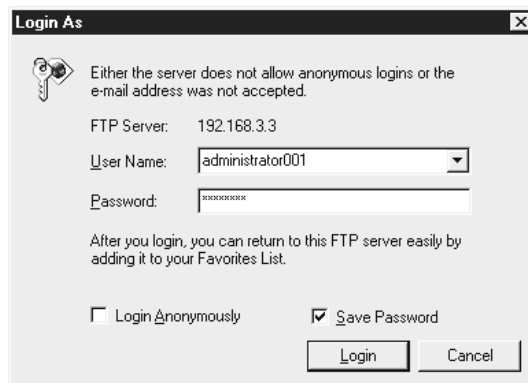 Login As
Either the server does not allow anonymous logins or the
e-mail address was not accepted.
FTP Server: 192.168.3.3
User Name: administrator001
Password: ********
After you login, you can return to this FTP server easily by
adding it to your Favorites List.
Login Anonymously Save Password
Login Cancel